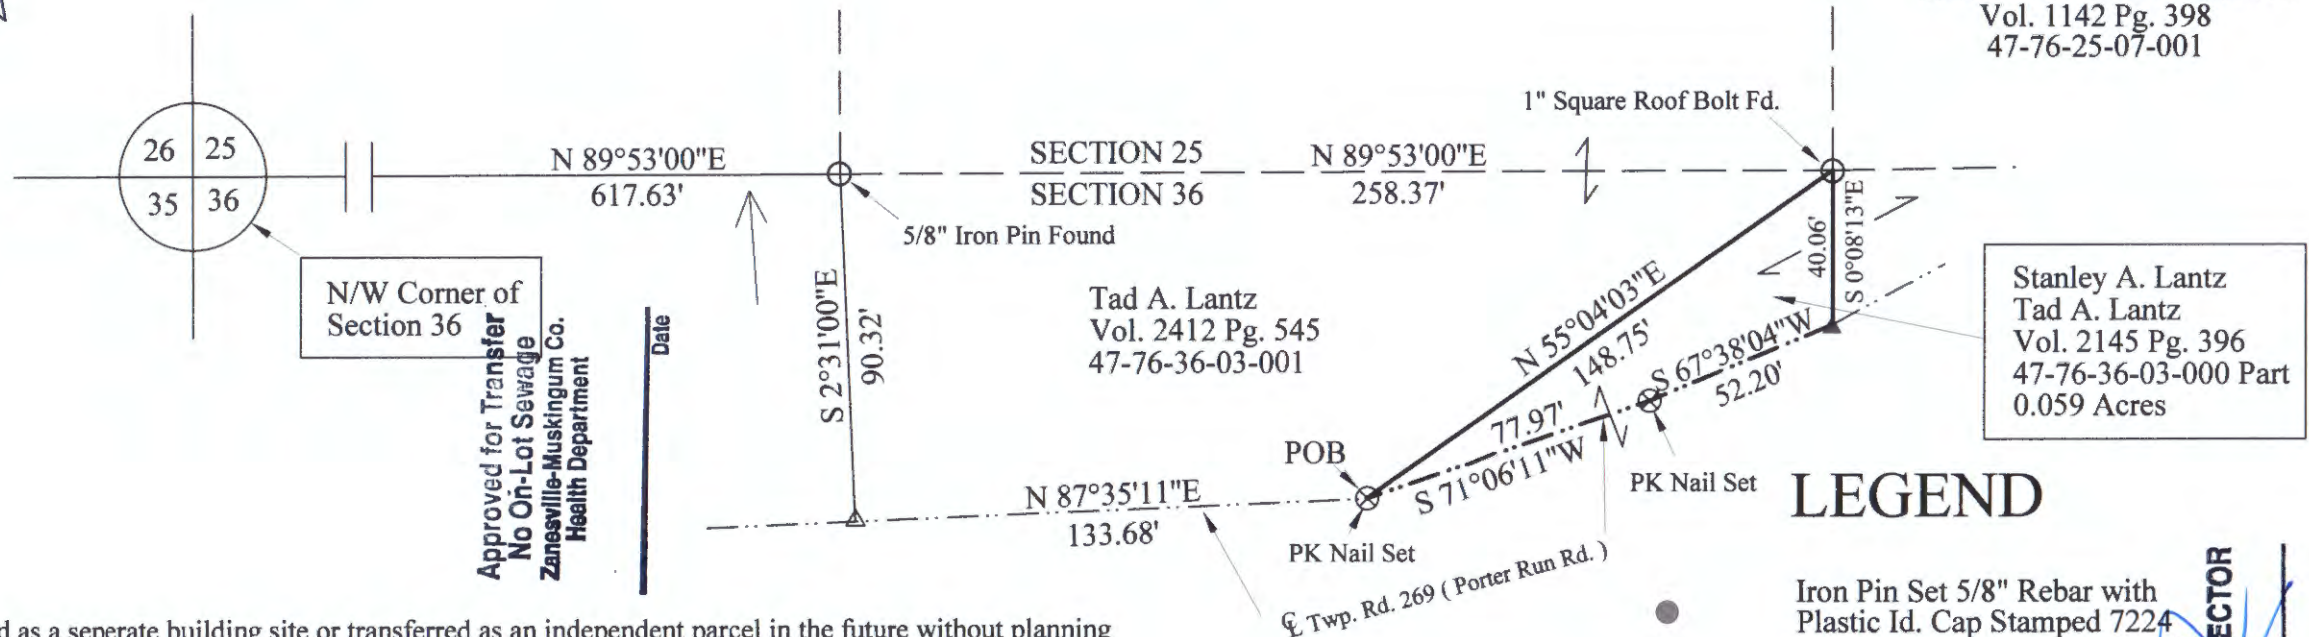 Vol. 1142 Pg. 398
47-76-25-07-001
1" Square Roof Bolt Fd.
26 25
35 36
N 89°53'00"E
617.63'
SECTION 25
SECTION 36
N 89°53'00"E
258.37'
5/8" Iron Pin Found
N/W Corner of
Section 36
Approved for Transfer
No On-Lot Sewage
Zanesville-Muskingum Co.
Health Department
Date
S 2°31'00"E
90.32'
Tad A. Lantz
Vol. 2412 Pg. 545
47-76-36-03-001
N 55°04'03"E
148.75'
40.06'
S 0°08'13"E
Stanley A. Lantz
Tad A. Lantz
Vol. 2145 Pg. 396
47-76-36-03-000 Part
0.059 Acres
S 67°38'04"W
52.20'
77.97'
S 71°06'11"W
POB
PK Nail Set
PK Nail Set
N 87°35'11"E
133.68'
℄ Twp. Rd. 269 ( Porter Run Rd. )
LEGEND
Iron Pin Set 5/8" Rebar with
Plastic Id. Cap Stamped 7224
ECTOR
d as a seperate building site or transferred as an independent parcel in the future without planning